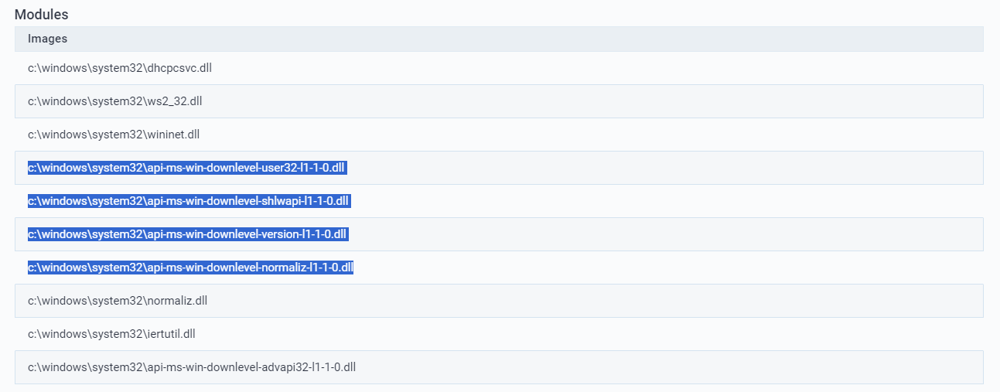 Modules
Images
c:\windows\system32\dhcpcsvc.dll
c:\windows\system32\ws2_32.dll
c:\windows\system32\wininet.dll
c:\windows\system32\api-ms-win-downlevel-user32-l1-1-0.dll
c:\windows\system32\api-ms-win-downlevel-shlwapi-l1-1-0.dll
c:\windows\system32\api-ms-win-downlevel-version-l1-1-0.dll
c:\windows\system32\api-ms-win-downlevel-normaliz-l1-1-0.dll
c:\windows\system32\normaliz.dll
c:\windows\system32\iertutil.dll
c:\windows\system32\api-ms-win-downlevel-advapi32-l1-1-0.dll